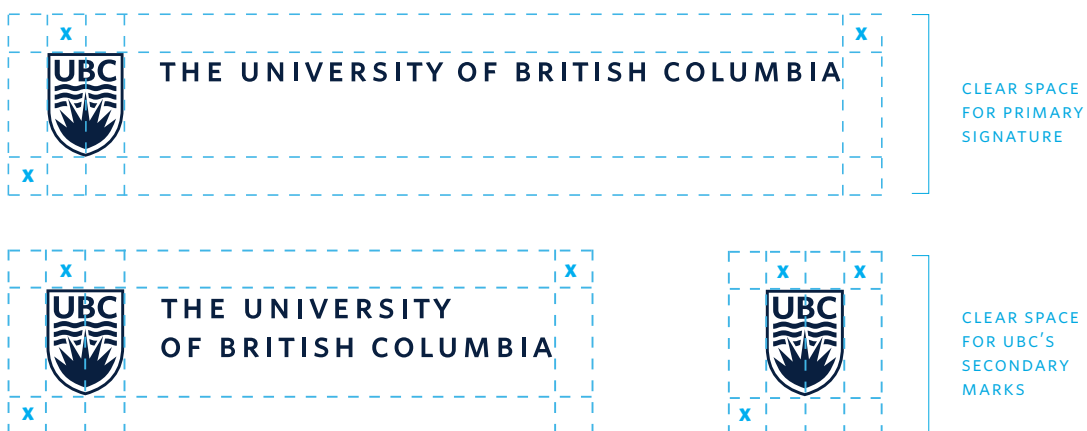 x
x
UBC
THE UNIVERSITY OF BRITISH COLUMBIA
x
CLEAR SPACE
FOR PRIMARY
SIGNATURE
x
x
UBC
THE UNIVERSITY
OF BRITISH COLUMBIA
x
x
x
UBC
x
CLEAR SPACE
FOR UBC'S
SECONDARY
MARKS